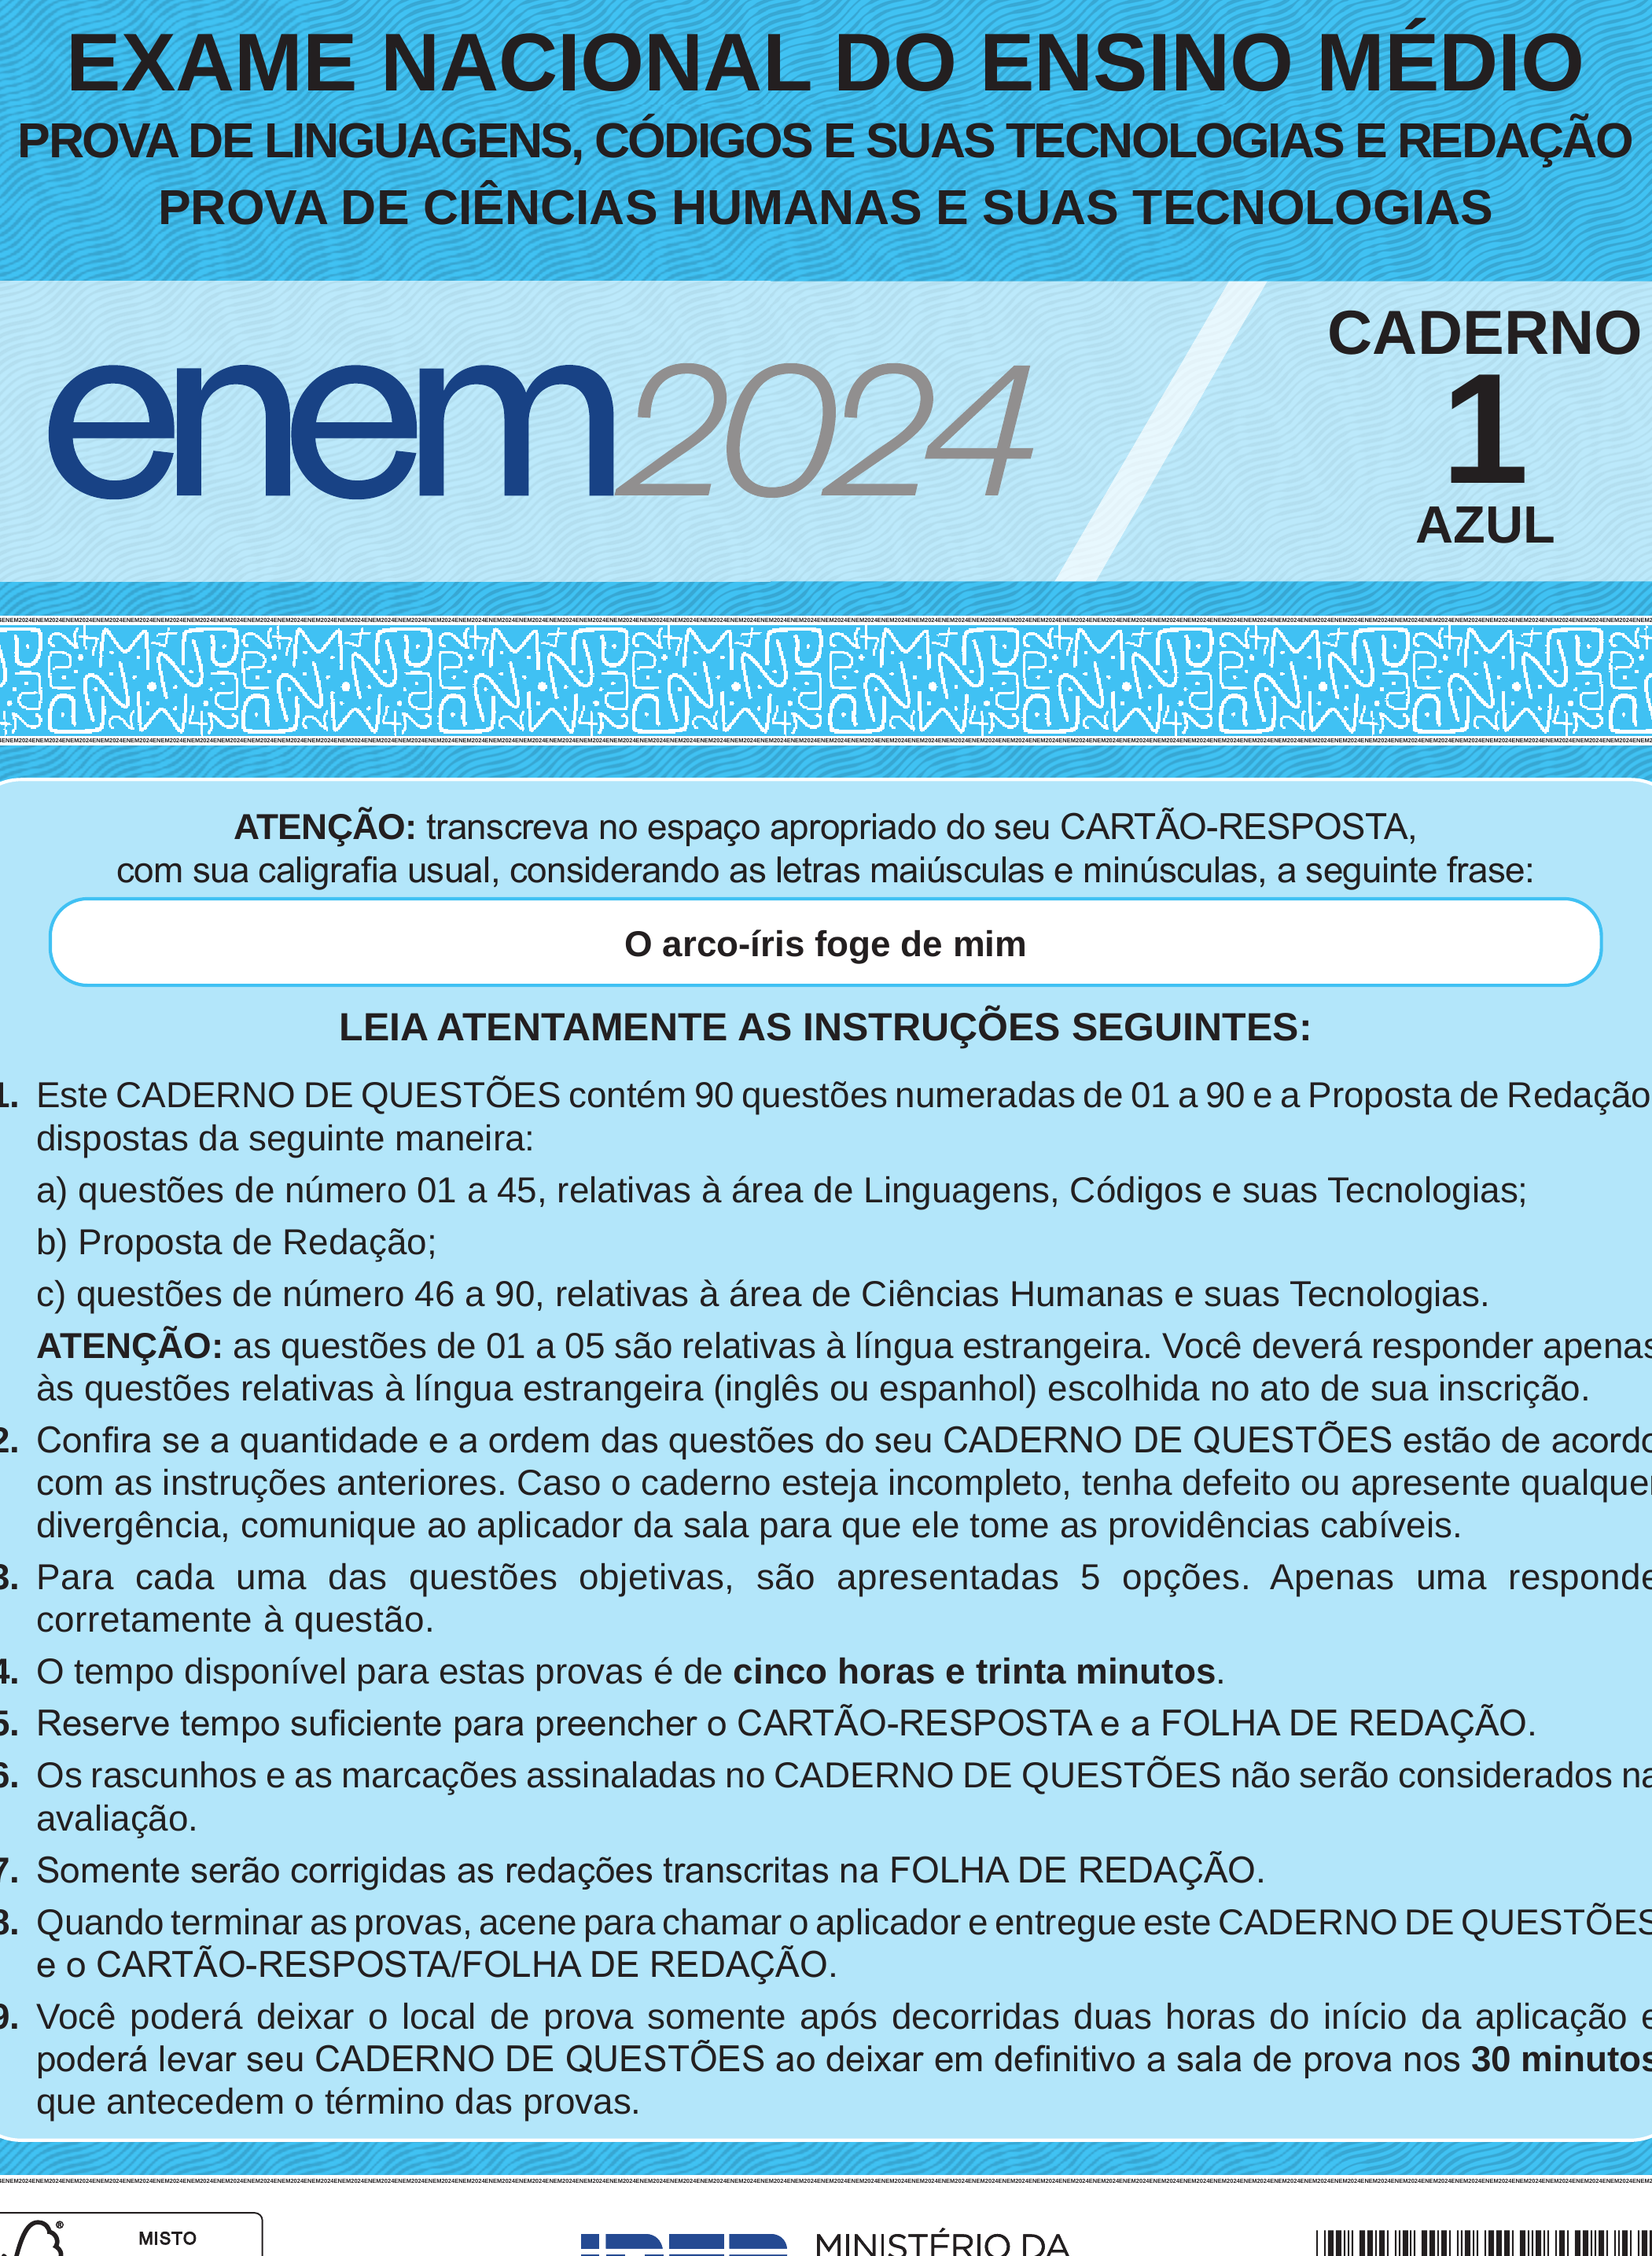 EXAME NACIONAL DO ENSINO MÉDIO
PROVA DE LINGUAGENS, CÓDIGOS E SUAS TECNOLOGIAS E REDAÇÃO
PROVA DE CIÊNCIAS HUMANAS E SUAS TECNOLOGIAS
enem2024
CADERNO
1
AZUL
ATENÇÃO: transcreva no espaço apropriado do seu CARTÃO-RESPOSTA,
com sua caligrafia usual, considerando as letras maiúsculas e minúsculas, a seguinte frase:
O arco-íris foge de mim
LEIA ATENTAMENTE AS INSTRUÇÕES SEGUINTES:
1. Este CADERNO DE QUESTÕES contém 90 questões numeradas de 01 a 90 e a Proposta de Redação
dispostas da seguinte maneira:
a) questões de número 01 a 45, relativas à área de Linguagens, Códigos e suas Tecnologias;
b) Proposta de Redação;
c) questões de número 46 a 90, relativas à área de Ciências Humanas e suas Tecnologias.
ATENÇÃO: as questões de 01 a 05 são relativas à língua estrangeira. Você deverá responder apenas
às questões relativas à língua estrangeira (inglês ou espanhol) escolhida no ato de sua inscrição.
2. Confira se a quantidade e a ordem das questões do seu CADERNO DE QUESTÕES estão de acordo
com as instruções anteriores. Caso o caderno esteja incompleto, tenha defeito ou apresente qualquer
divergência, comunique ao aplicador da sala para que ele tome as providências cabíveis.
3. Para cada uma das questões objetivas, são apresentadas 5 opções. Apenas uma responde
corretamente à questão.
4. O tempo disponível para estas provas é de cinco horas e trinta minutos.
5. Reserve tempo suficiente para preencher o CARTÃO-RESPOSTA e a FOLHA DE REDAÇÃO.
6. Os rascunhos e as marcações assinaladas no CADERNO DE QUESTÕES não serão considerados na
avaliação.
7. Somente serão corrigidas as redações transcritas na FOLHA DE REDAÇÃO.
8. Quando terminar as provas, acene para chamar o aplicador e entregue este CADERNO DE QUESTÕES
e o CARTÃO-RESPOSTA/FOLHA DE REDAÇÃO.
9. Você poderá deixar o local de prova somente após decorridas duas horas do início da aplicação e
poderá levar seu CADERNO DE QUESTÕES ao deixar em definitivo a sala de prova nos 30 minutos
que antecedem o término das provas.
MISTO
MINISTÉRIO DA